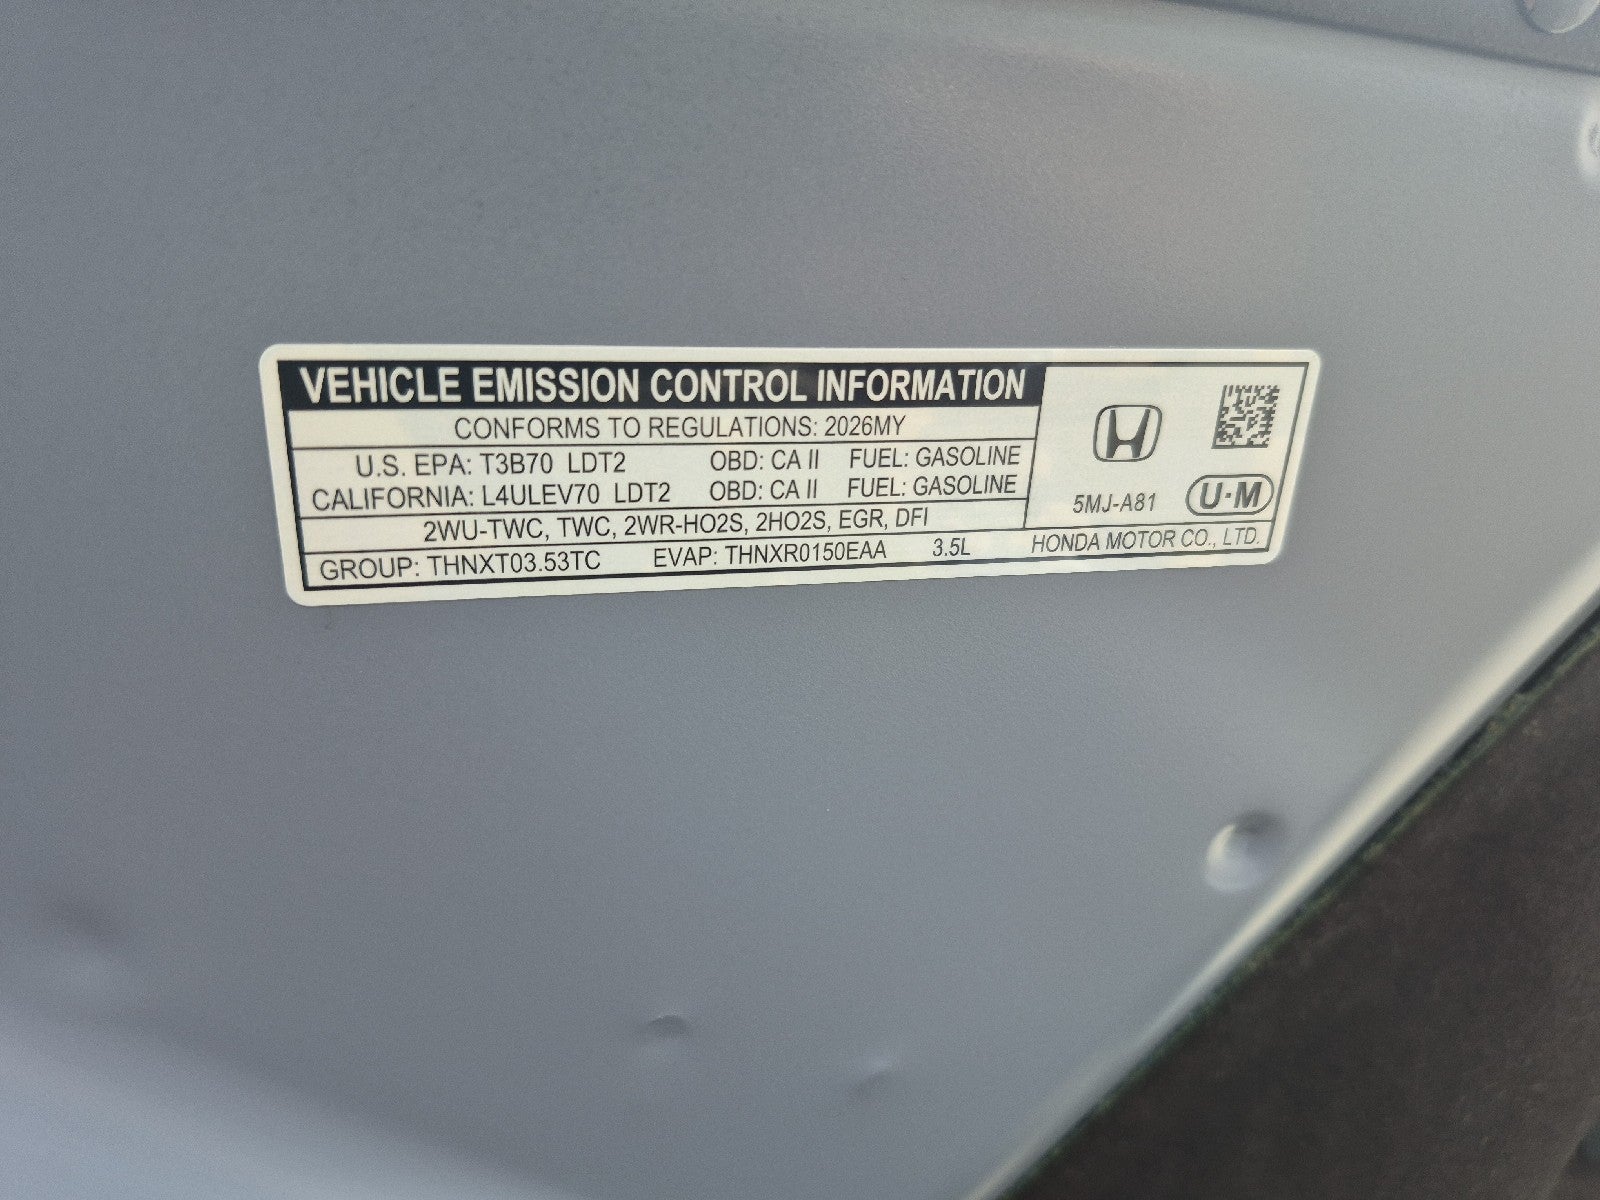 VEHICLE EMISSION CONTROL INFORMATION
CONFORMS TO REGULATIONS: 2026MY
U.S. EPA: T3B70 LDT2 OBD: CA II FUEL: GASOLINE
CALIFORNIA: L4ULEV70 LDT2 OBD: CA II FUEL: GASOLINE
2WU-TWC, TWC, 2WR-HO2S, 2HO2S, EGR, DFI
GROUP: THNXT03.53TC EVAP: THNXR0150EAA 3.5L
5MJ-A81 U·M
HONDA MOTOR CO., LTD.